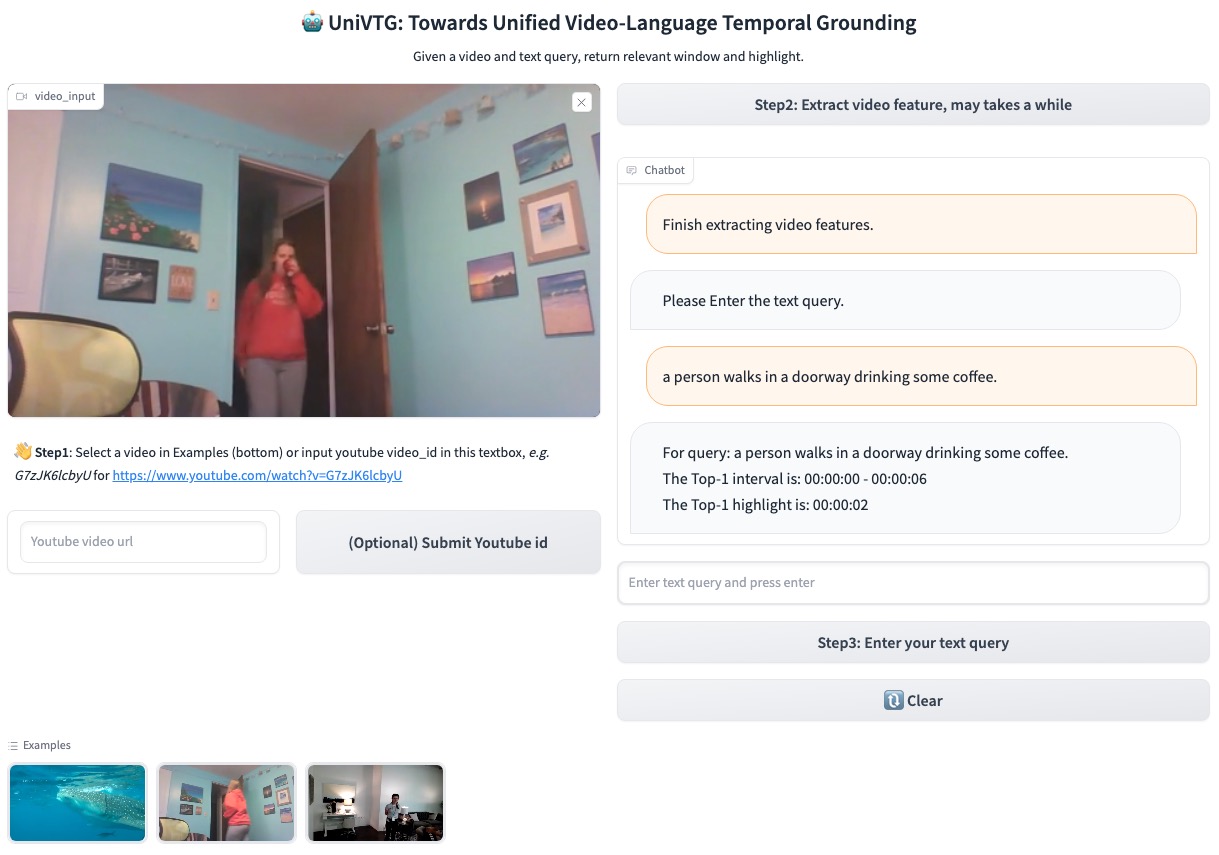 UniVTG: Towards Unified Video-Language Temporal Grounding
Given a video and text query, return relevant window and highlight.
video_input
LOVE
Step1: Select a video in Examples (bottom) or input youtube video_id in this textbox, e.g.
G7zJK6lcbyU for https://www.youtube.com/watch?v=G7zJK6lcbyU
Youtube video url
(Optional) Submit Youtube id
Step2: Extract video feature, may takes a while
Chatbot
Finish extracting video features.
Please Enter the text query.
a person walks in a doorway drinking some coffee.
For query: a person walks in a doorway drinking some coffee.
The Top-1 interval is: 00:00:00 - 00:00:06
The Top-1 highlight is: 00:00:02
Enter text query and press enter
Step3: Enter your text query
Clear
Examples